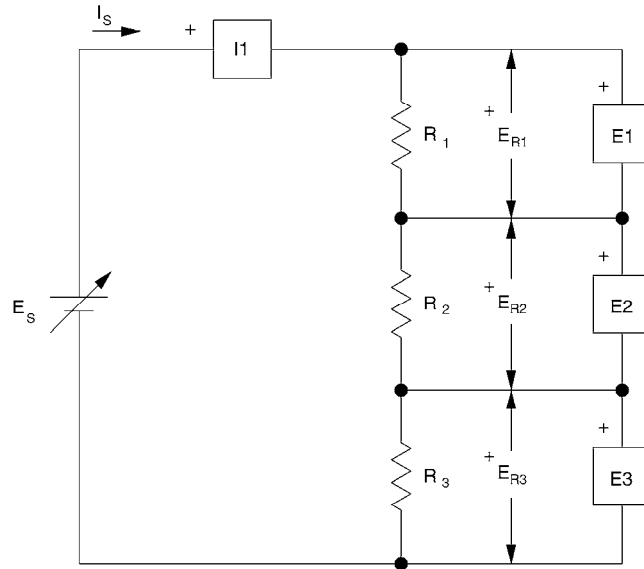 I_S
+
I1
+
R_1
+
E_R1
E1
E_S
R_2
+
E_R2
+
E2
R_3
+
E_R3
+
E3